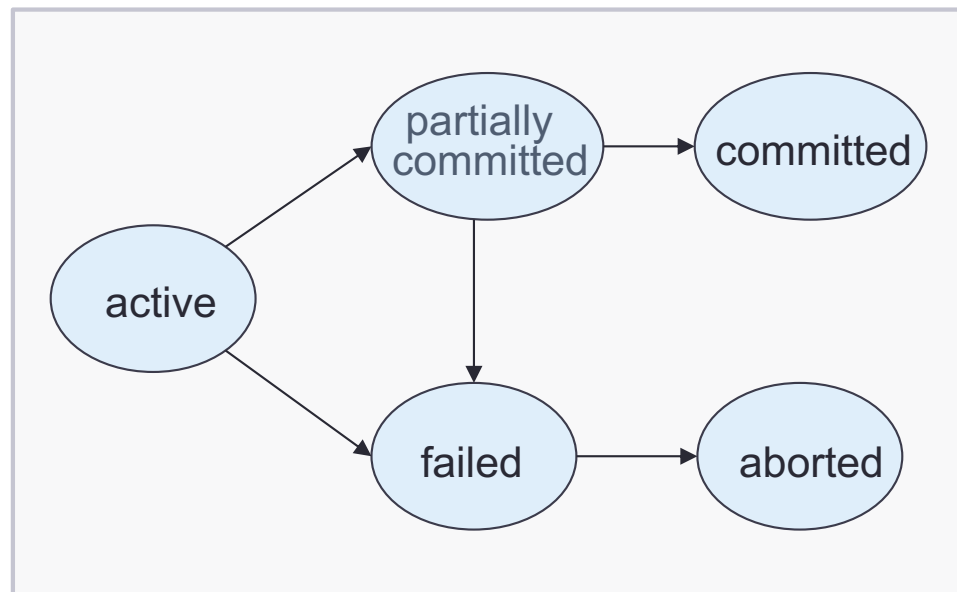 partially
committed
committed
active
failed
aborted